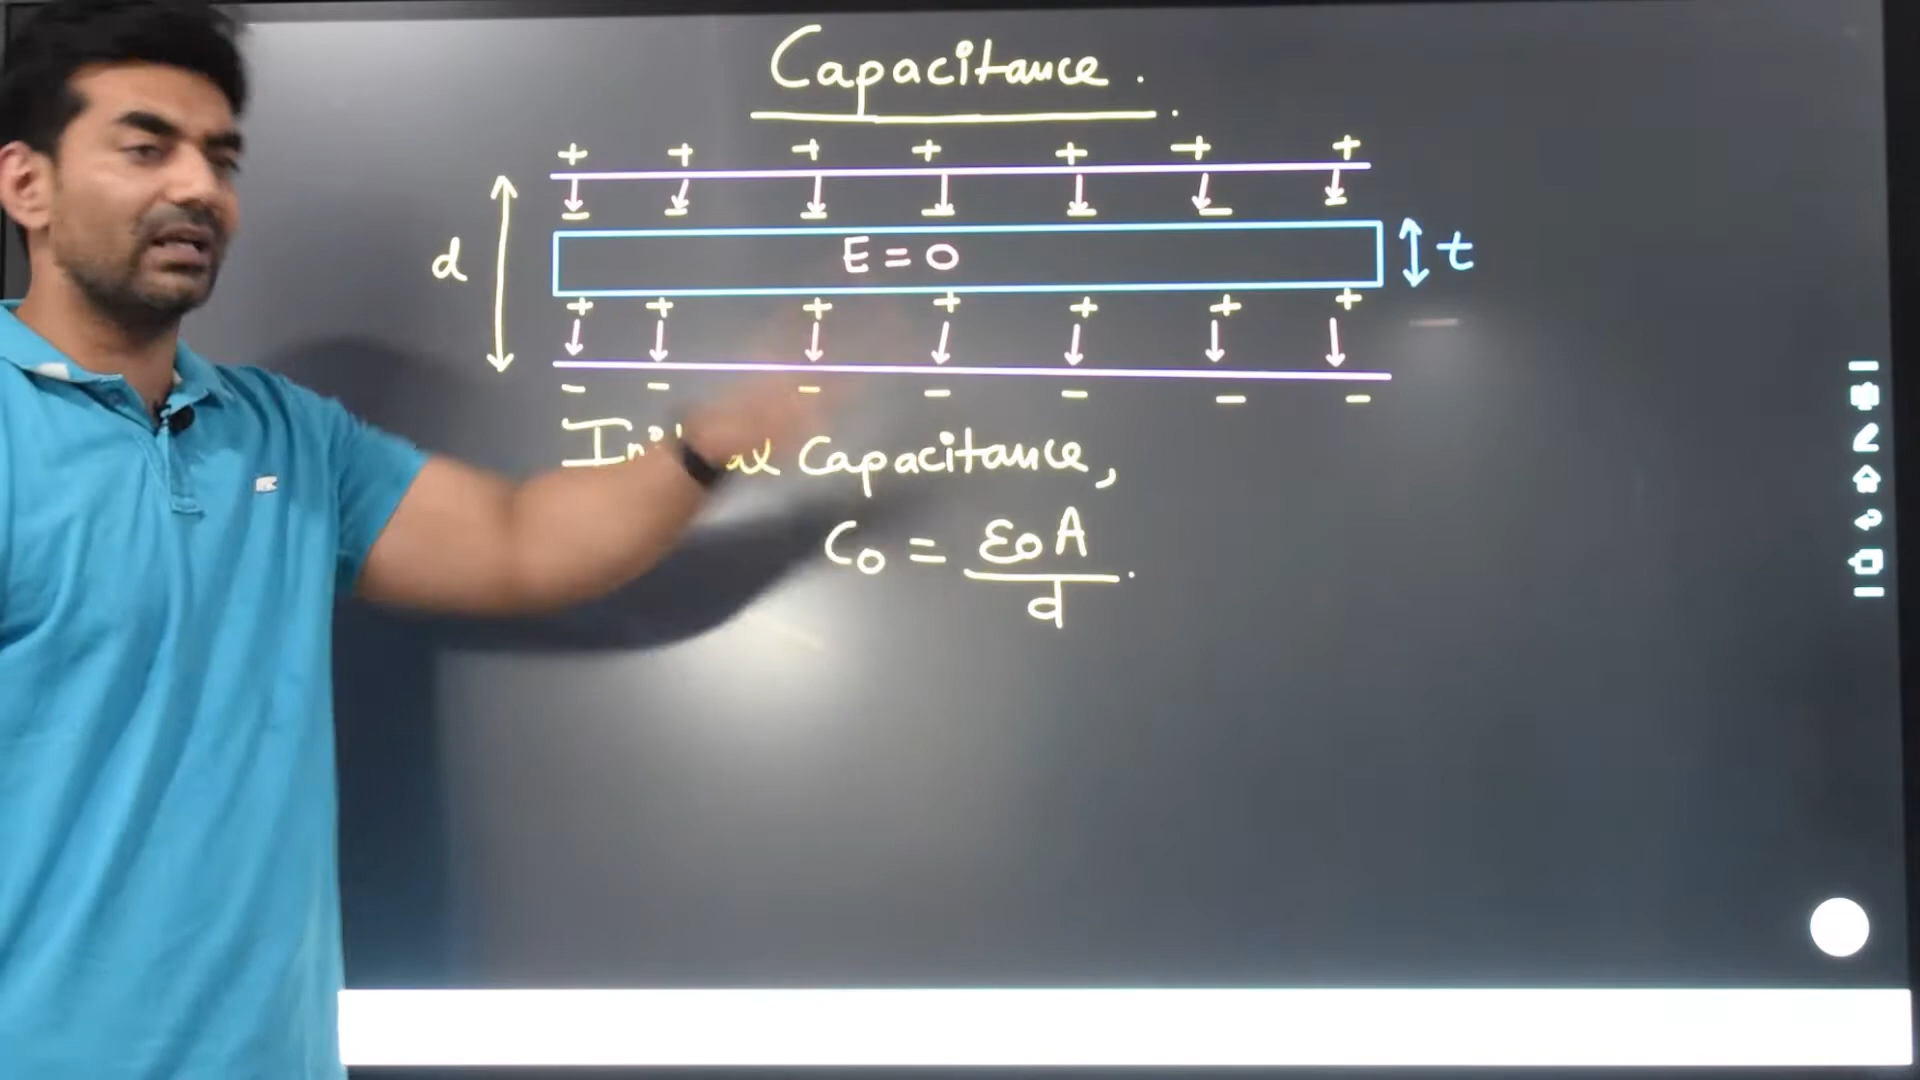 Capacitance.
+ + + + + + +
- - - - - - -
d
E = 0
t
+ + + + + + +
- - - - - - -
Capacitance,
C₀ = ε₀A / d.